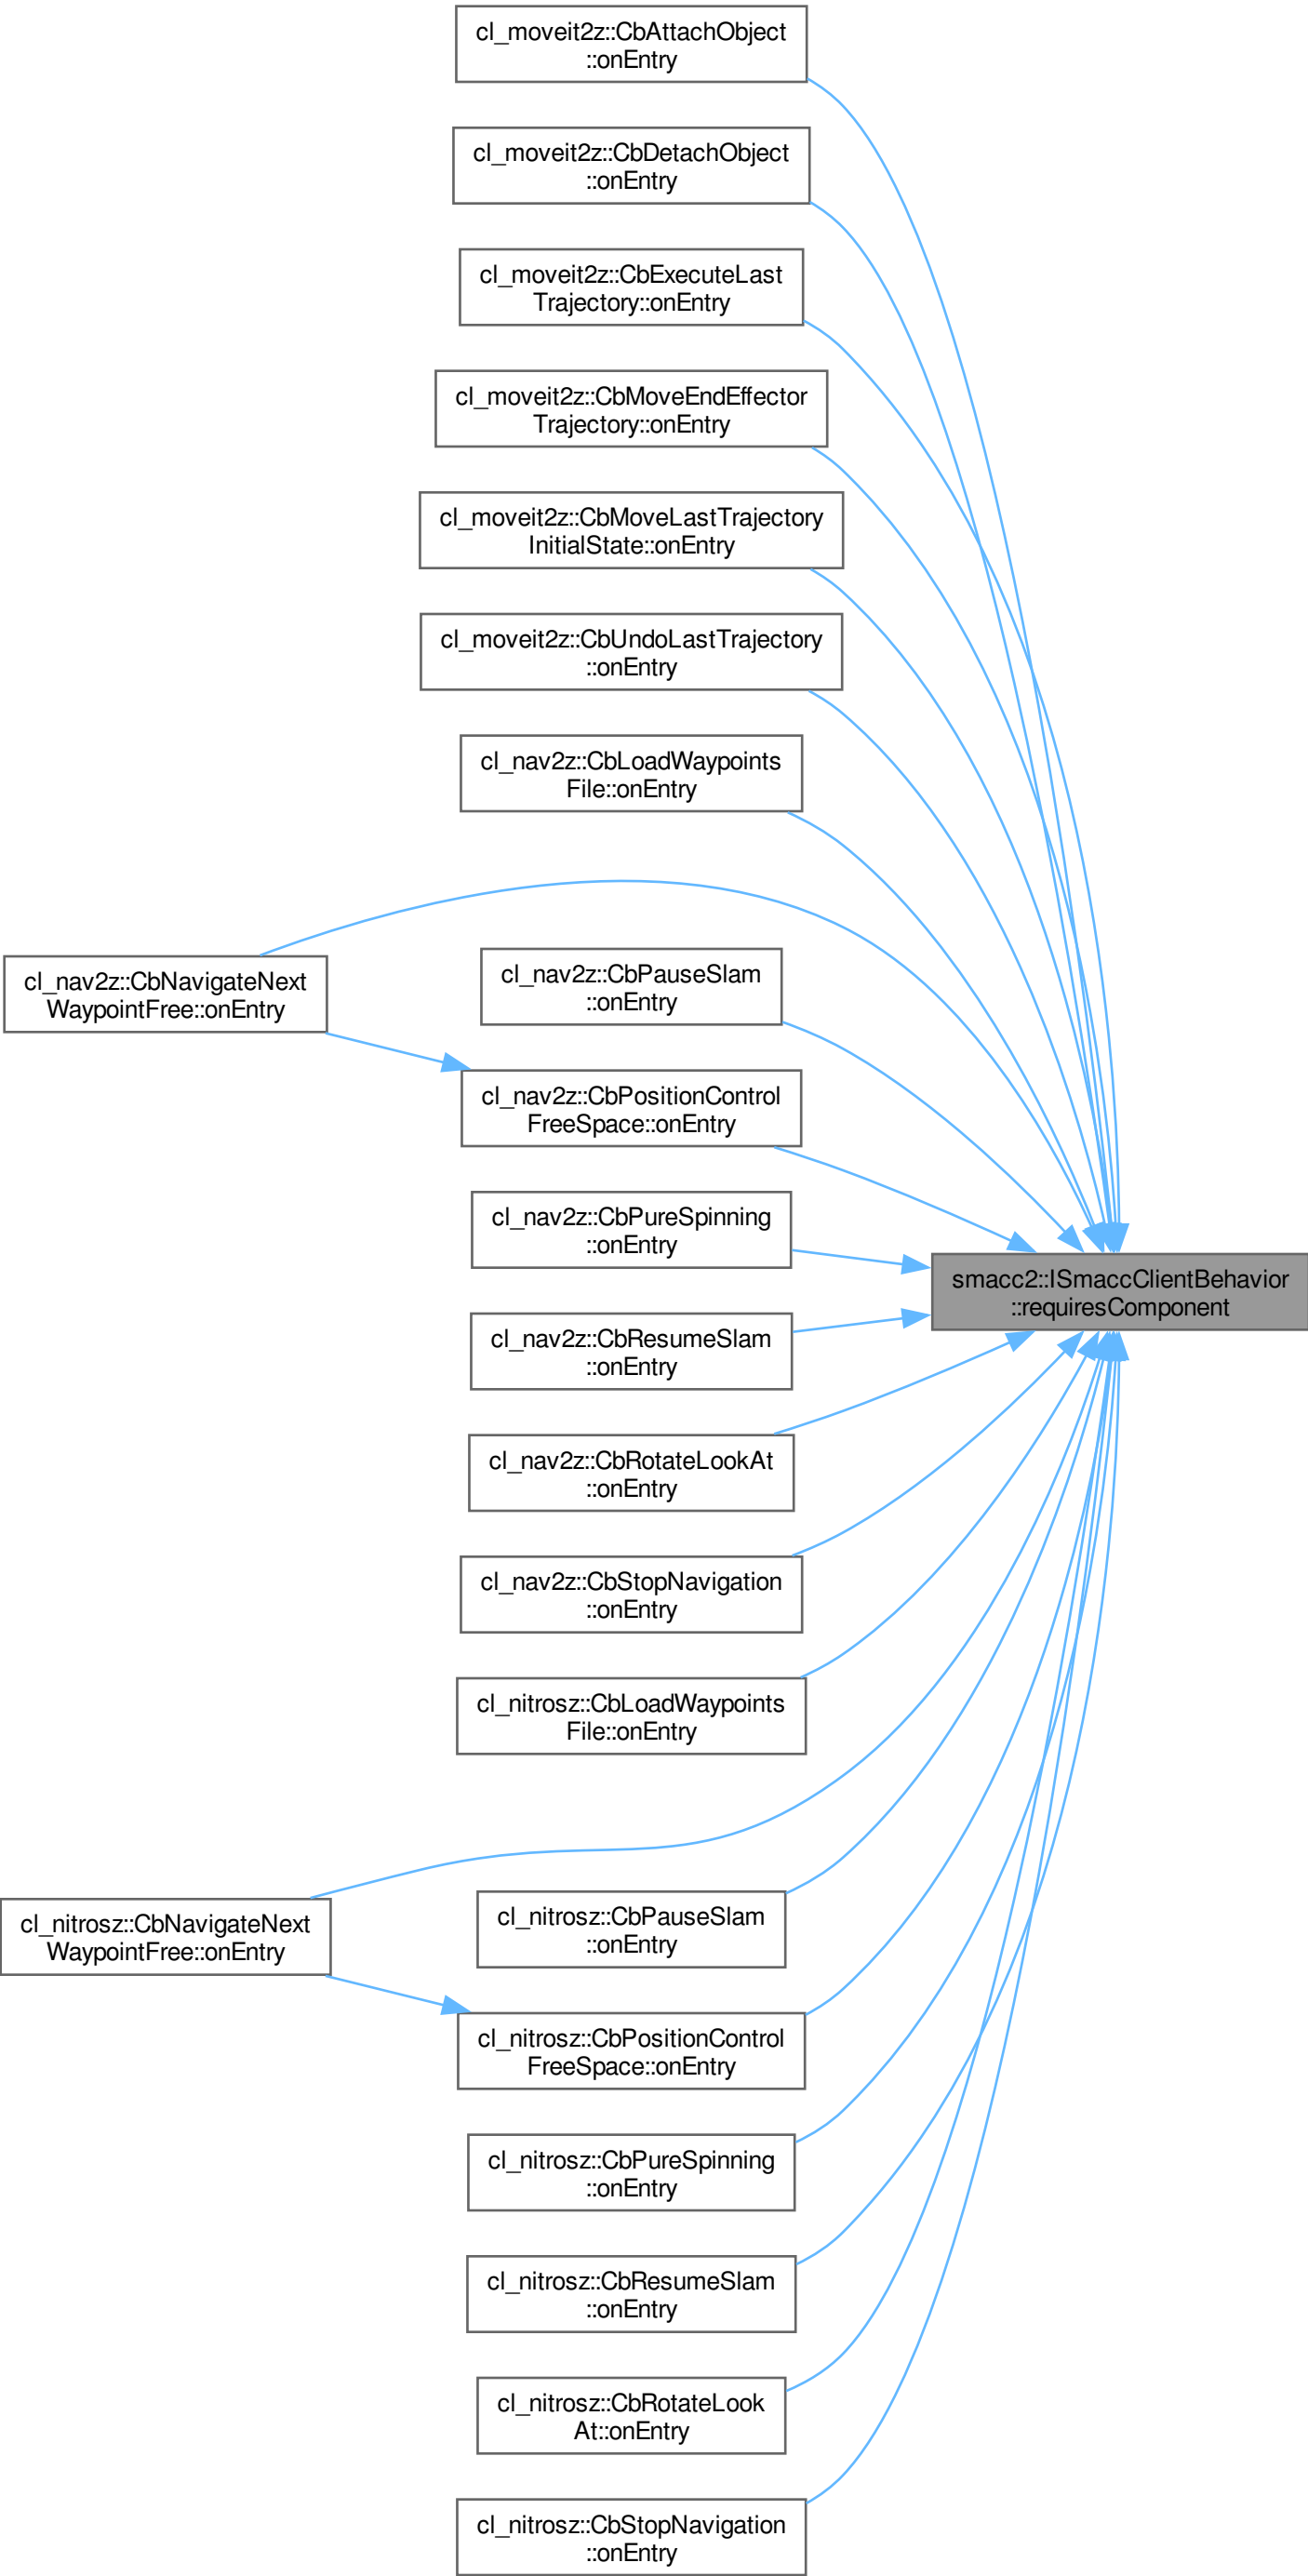 cl_moveit2z::CbAttachObject
::onEntry
cl_moveit2z::CbDetachObject
::onEntry
cl_moveit2z::CbExecuteLast
Trajectory::onEntry
cl_moveit2z::CbMoveEndEffector
Trajectory::onEntry
cl_moveit2z::CbMoveLastTrajectory
InitialState::onEntry
cl_moveit2z::CbUndoLastTrajectory
::onEntry
cl_nav2z::CbLoadWaypoints
File::onEntry
cl_nav2z::CbNavigateNext
WaypointFree::onEntry
cl_nav2z::CbPauseSlam
::onEntry
cl_nav2z::CbPositionControl
FreeSpace::onEntry
cl_nav2z::CbPureSpinning
::onEntry
smacc2::ISmaccClientBehavior
::requiresComponent
cl_nav2z::CbResumeSlam
::onEntry
cl_nav2z::CbRotateLookAt
::onEntry
cl_nav2z::CbStopNavigation
::onEntry
cl_nitrosz::CbLoadWaypoints
File::onEntry
cl_nitrosz::CbNavigateNext
WaypointFree::onEntry
cl_nitrosz::CbPauseSlam
::onEntry
cl_nitrosz::CbPositionControl
FreeSpace::onEntry
cl_nitrosz::CbPureSpinning
::onEntry
cl_nitrosz::CbResumeSlam
::onEntry
cl_nitrosz::CbRotateLook
At::onEntry
cl_nitrosz::CbStopNavigation
::onEntry